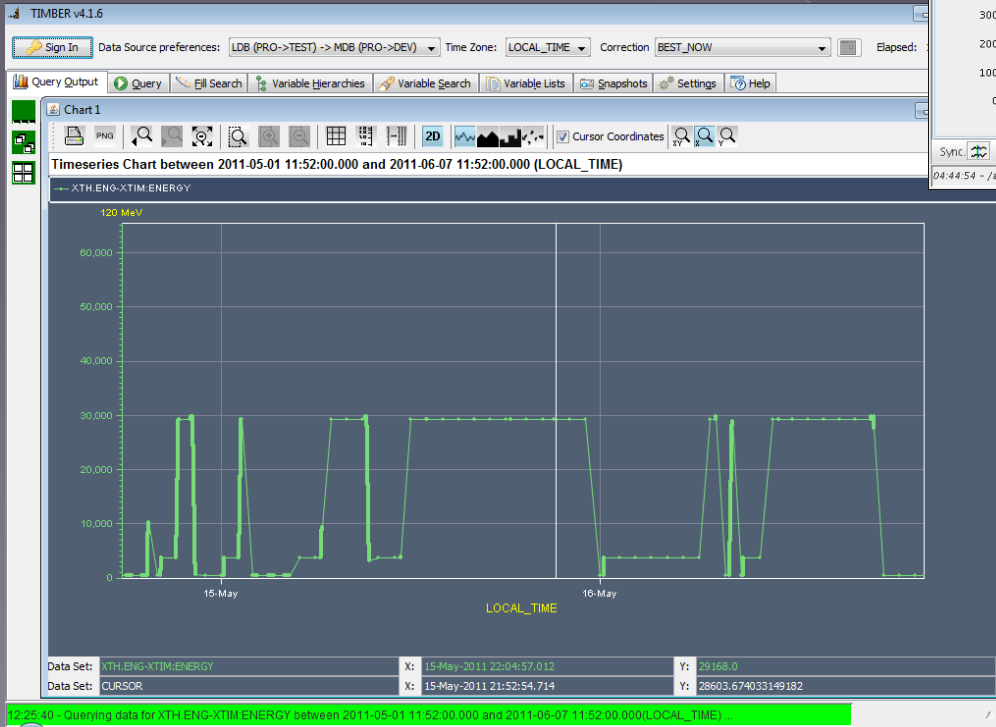 TIMBER v4.1.6
Sign In Data Source preferences: LDB (PRO->TEST) -> MDB (PRO->DEV) Time Zone: LOCAL_TIME Correction BEST_NOW Elapsed:
Query Output Query Fill Search Variable Hierarchies Variable Search Variable Lists Snapshots Settings Help
Chart 1
PNG 2D Cursor Coordinates XY X Y
Timeseries Chart between 2011-05-01 11:52:00.000 and 2011-06-07 11:52:00.000 (LOCAL_TIME)
XTH.ENG-XTIM:ENERGY
120 MeV
60,000
50,000
40,000
30,000
20,000
10,000
0
15-May 16-May
LOCAL_TIME
Data Set: XTH.ENG-XTIM:ENERGY X: 15-May-2011 22:04:57.012 Y: 29168.0
Data Set: CURSOR X: 15-May-2011 21:52:54.714 Y: 28603.674033149182
12:25:40 - Querying data for XTH.ENG-XTIM:ENERGY between 2011-05-01 11:52:00.000 and 2011-06-07 11:52:00.000(LOCAL_TIME) ...
300
200
100
0
Sync.
04:44:54 - /a